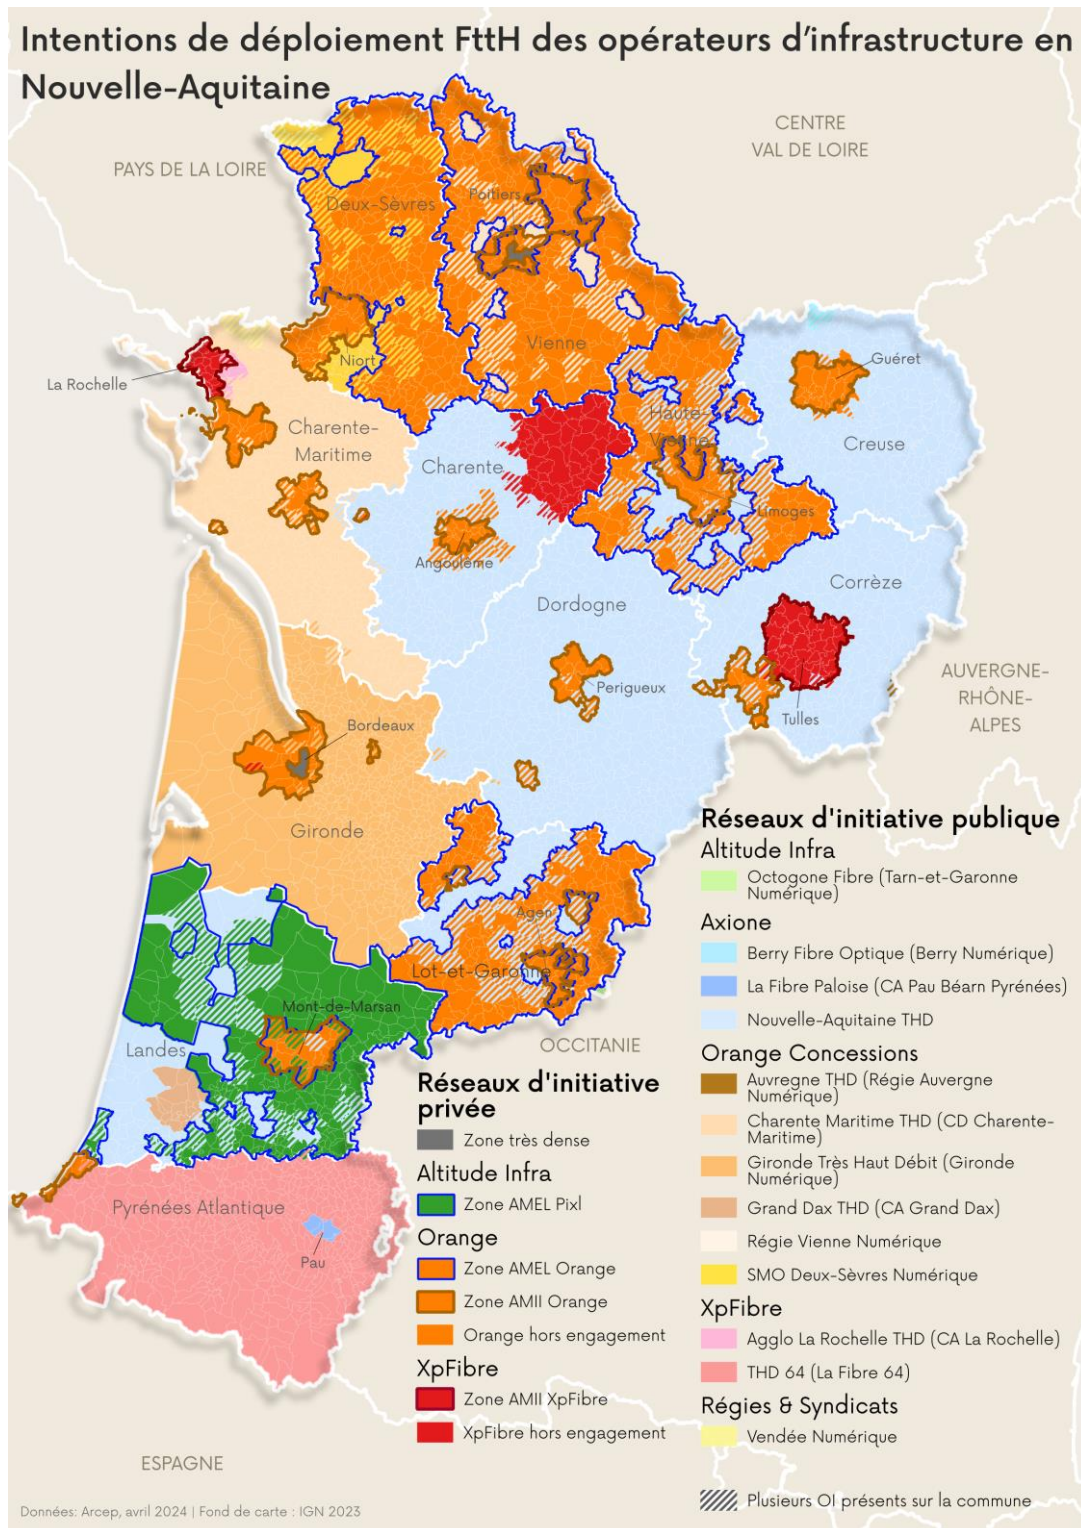 Intentions de déploiement FttH des opérateurs d'infrastructure en
Nouvelle-Aquitaine
CENTRE
VAL DE LOIRE
PAYS DE LA LOIRE
Poitiers
Deux-Sèvres
Vienne
Niort
Guéret
La Rochelle
Haute-
Vienne
Charente-
Maritime
Creuse
Charente
Limoges
Angoulême
Corrèze
Dordogne
AUVERGNE-
RHÔNE-
ALPES
Perigueux
Tulles
Bordeaux
Gironde
Agen
Lot-et-Garonne
Mont-de-Marsan
Landes
OCCITANIE
Pyrénées Atlantique
Pau
ESPAGNE
Réseaux d'initiative
privée
Zone très dense
Altitude Infra
Zone AMEL Pixl
Orange
Zone AMEL Orange
Zone AMII Orange
Orange hors engagement
XpFibre
Zone AMII XpFibre
XpFibre hors engagement
Réseaux d'initiative publique
Altitude Infra
Octogone Fibre (Tarn-et-Garonne
Numérique)
Axione
Berry Fibre Optique (Berry Numérique)
La Fibre Paloise (CA Pau Béarn Pyrénées)
Nouvelle-Aquitaine THD
Orange Concessions
Auvregne THD (Régie Auvergne
Numérique)
Charente Maritime THD (CD Charente-
Maritime)
Gironde Très Haut Débit (Gironde
Numérique)
Grand Dax THD (CA Grand Dax)
Régie Vienne Numérique
SMO Deux-Sèvres Numérique
XpFibre
Agglo La Rochelle THD (CA La Rochelle)
THD 64 (La Fibre 64)
Régies & Syndicats
Vendée Numérique
Plusieurs OI présents sur la commune
Données: Arcep, avril 2024 | Fond de carte : IGN 2023